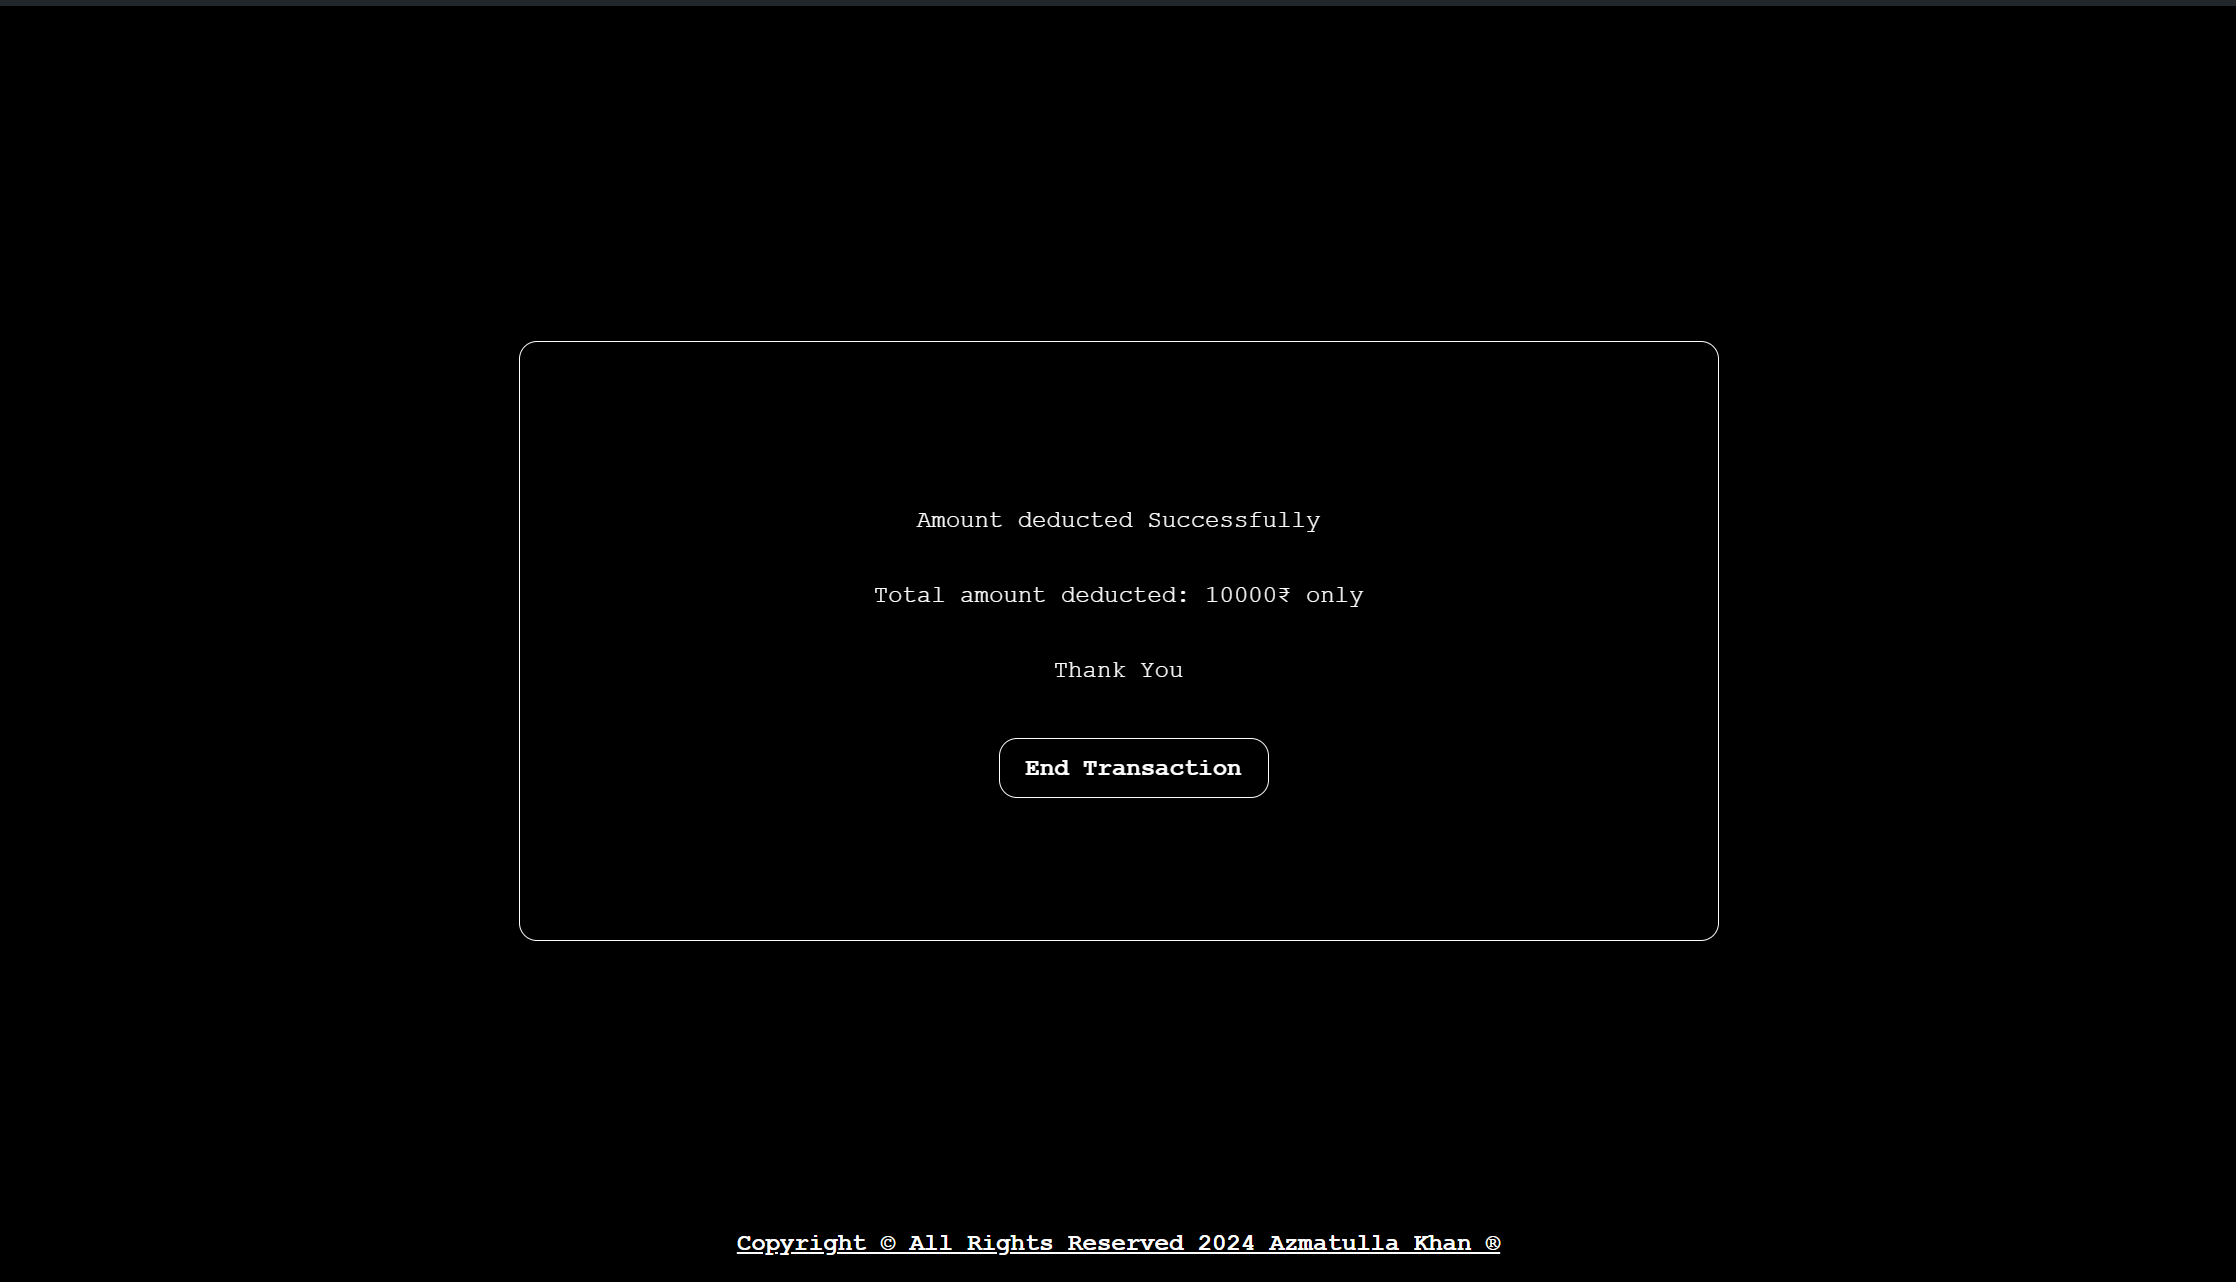 Amount deducted Successfully
Total amount deducted: 10000₹ only
Thank You
End Transaction
Copyright © All Rights Reserved 2024 Azmatulla Khan ®